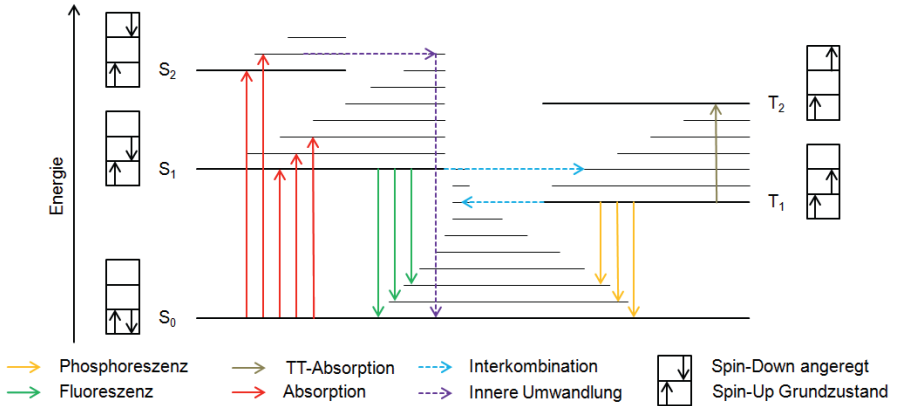 Energie
S2
S1
S0
T2
T1
Phosphoreszenz
TT-Absorption
Interkombination
Spin-Down angeregt
Fluoreszenz
Absorption
Innere Umwandlung
Spin-Up Grundzustand